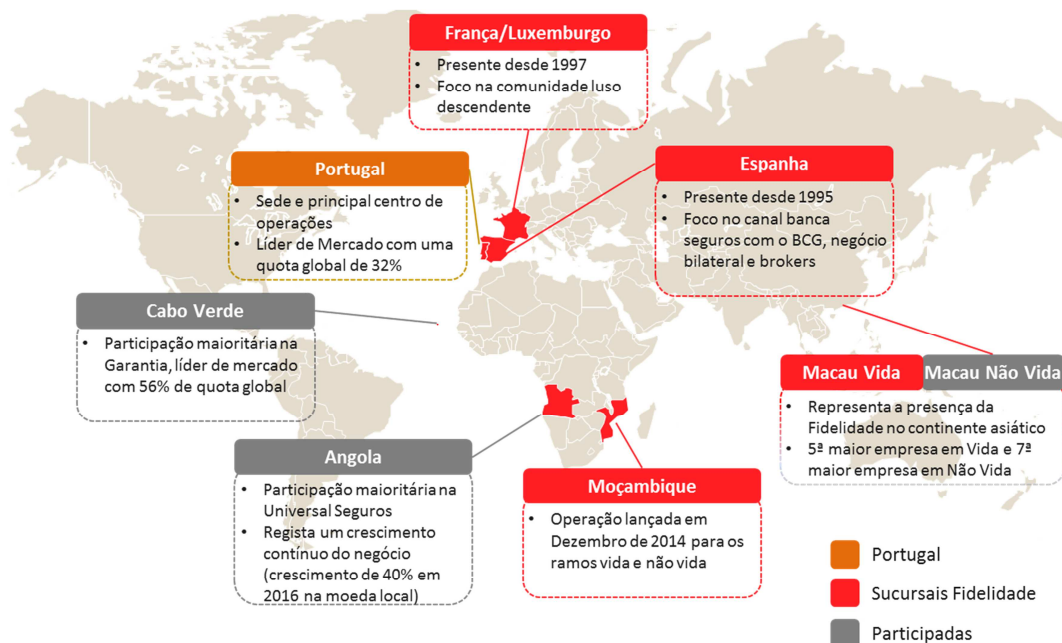 França/Luxemburgo
• Presente desde 1997
• Foco na comunidade luso
descendente
Portugal
• Sede e principal centro de
operações
• Líder de Mercado com uma
quota global de 32%
Espanha
• Presente desde 1995
• Foco no canal banca
seguros com o BCG, negócio
bilateral e brokers
Cabo Verde
• Participação maioritária na
Garantia, líder de mercado
com 56% de quota global
Macau Vida
Macau Não Vida
• Representa a presença da
Fidelidade no continente asiático
• 5ª maior empresa em Vida e 7ª
maior empresa em Não Vida
Angola
• Participação maioritária na
Universal Seguros
• Regista um crescimento
contínuo do negócio
(crescimento de 40% em
2016 na moeda local)
Moçambique
• Operação lançada em
Dezembro de 2014 para os
ramos vida e não vida
Portugal
Sucursais Fidelidade
Participadas